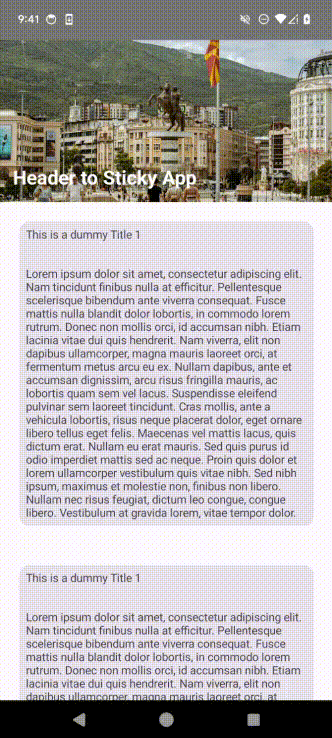 9:41
Header to Sticky App
This is a dummy Title 1
Lorem ipsum dolor sit amet, consectetur adipiscing elit.
Nam tincidunt finibus nulla at efficitur. Pellentesque
scelerisque bibendum ante viverra consequat. Fusce
mattis nulla blandit dolor lobortis, in commodo lorem
rutrum. Donec non mollis orci, id accumsan nibh. Etiam
lacinia vitae dui quis hendrerit. Nam viverra, elit non
dapibus ullamcorper, magna mauris laoreet orci, at
fermentum metus arcu eu ex. Nullam dapibus, ante et
accumsan dignissim, arcu risus fringilla mauris, ac
lobortis quam sem vel lacus. Suspendisse eleifend
pulvinar sem laoreet tincidunt. Cras mollis, ante a
vehicula lobortis, risus neque placerat dolor, eget ornare
libero tellus eget felis. Maecenas vel mattis lacus, quis
dictum erat. Nullam eu erat mauris. Sed quis purus id
odio imperdiet mattis sed ac neque. Proin quis dolor et
lorem ullamcorper vestibulum quis vitae nibh. Sed nibh
ipsum, maximus et molestie non, finibus non libero.
Nullam nec risus feugiat, dictum leo congue, congue
libero. Vestibulum at gravida lorem, vitae tempor dolor.
This is a dummy Title 1
Lorem ipsum dolor sit amet, consectetur adipiscing elit.
Nam tincidunt finibus nulla at efficitur. Pellentesque
scelerisque bibendum ante viverra consequat. Fusce
mattis nulla blandit dolor lobortis, in commodo lorem
rutrum. Donec non mollis orci, id accumsan nibh. Etiam
lacinia vitae dui quis hendrerit. Nam viverra, elit non
dapibus ullamcorper, magna mauris laoreet orci, at